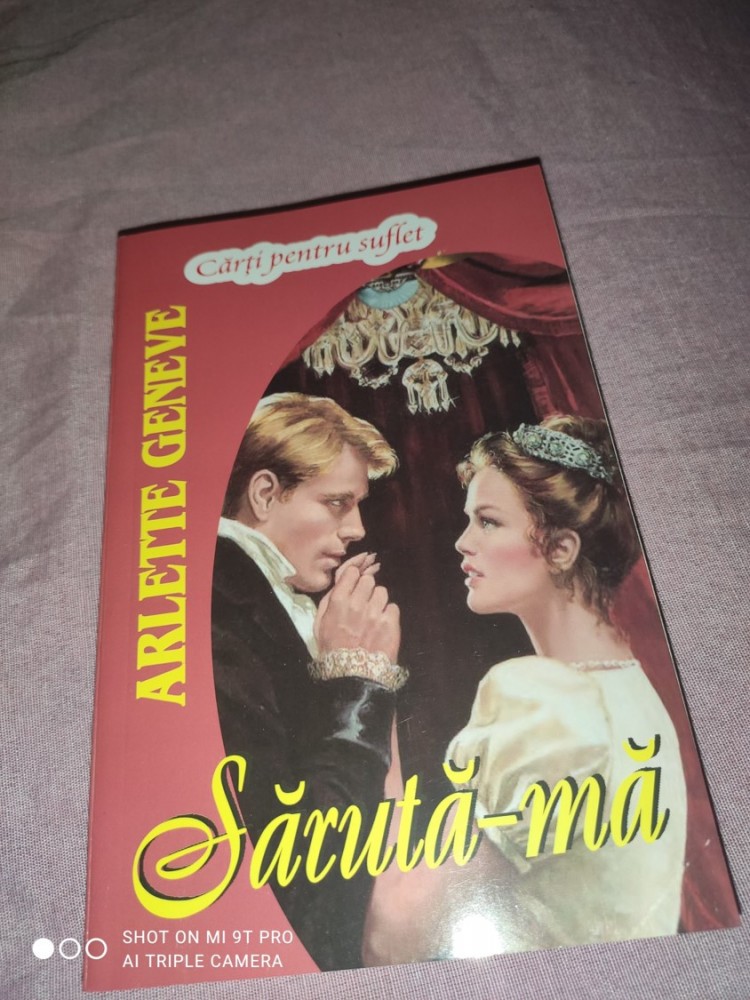 Cărți pentru suflet
ARLETTE GENEVE
Sărută-mă
SHOT ON MI 9T PRO
AI TRIPLE CAMERA